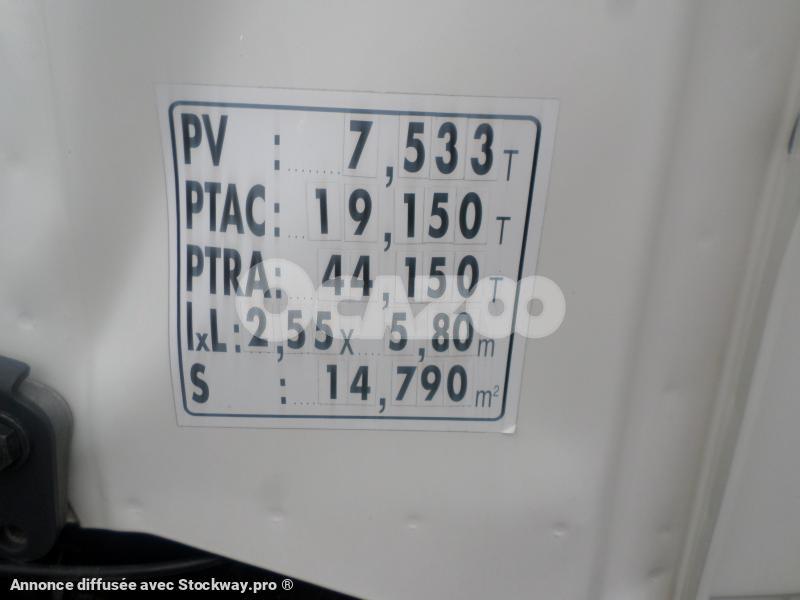 PV : ........ 7,533 T
PTAC: ... 19,150 T
PTRA: ... 44,150 T
OCAZOO
lxL: 2,55 x ... 5,80 m
S : ...... 14,790 m²
Annonce diffusée avec Stockway.pro ®